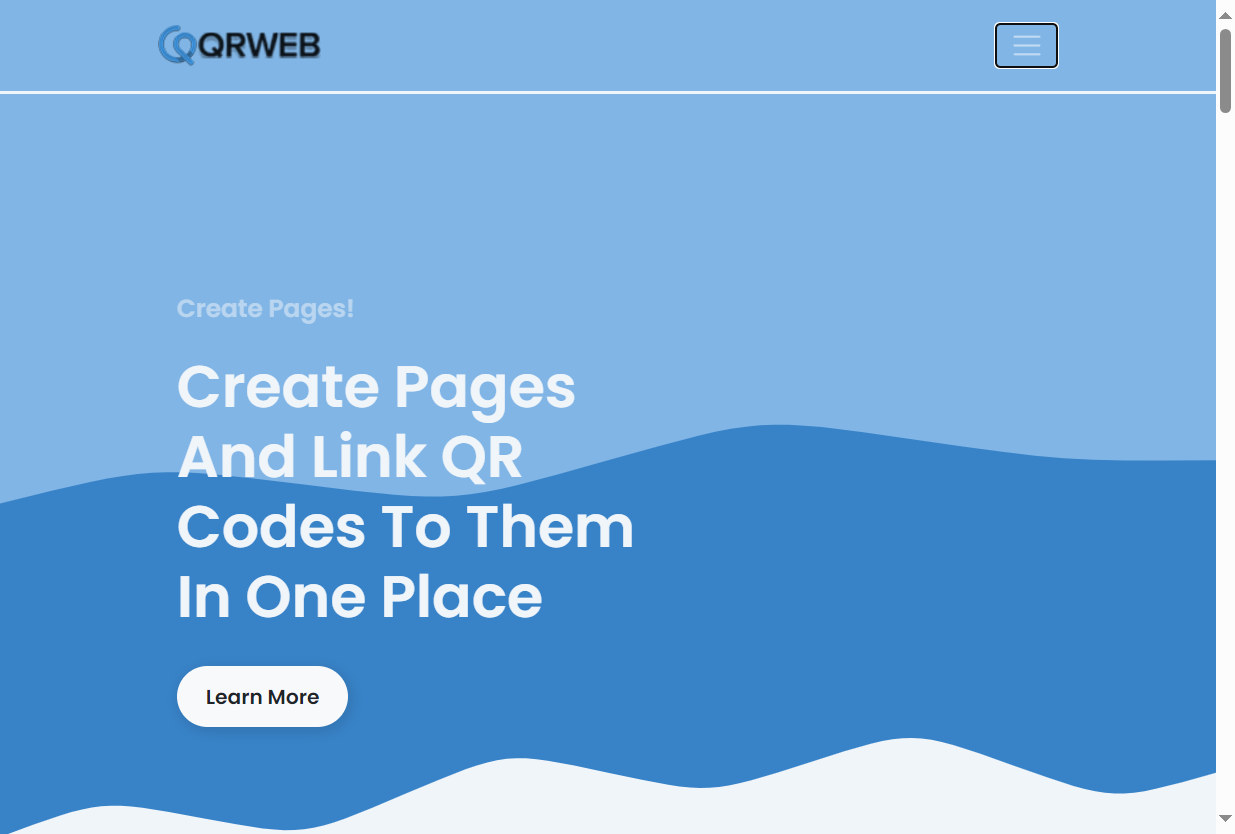 QRWEB
Create Pages!
Create Pages
And Link QR
Codes To Them
In One Place
Learn More